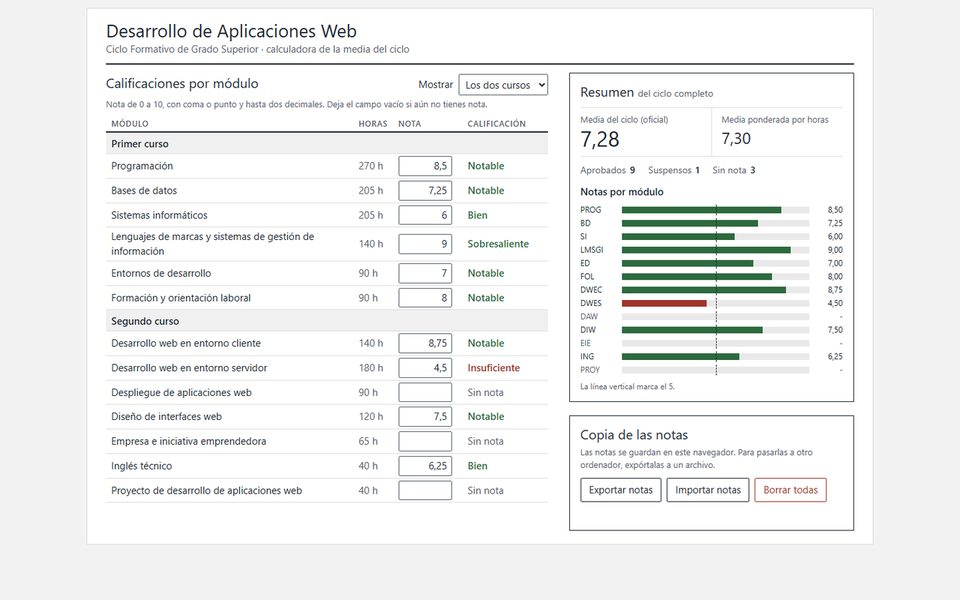 Desarrollo de Aplicaciones Web
Ciclo Formativo de Grado Superior · calculadora de la media del ciclo
Calificaciones por módulo
Mostrar Los dos cursos
Nota de 0 a 10, con coma o punto y hasta dos decimales. Deja el campo vacío si aún no tienes nota.
MÓDULO HORAS NOTA CALIFICACIÓN
Primer curso
Programación 270 h 8,5 Notable
Bases de datos 205 h 7,25 Notable
Sistemas informáticos 205 h 6 Bien
Lenguajes de marcas y sistemas de gestión de
información 140 h 9 Sobresaliente
Entornos de desarrollo 90 h 7 Notable
Formación y orientación laboral 90 h 8 Notable
Segundo curso
Desarrollo web en entorno cliente 140 h 8,75 Notable
Desarrollo web en entorno servidor 180 h 4,5 Insuficiente
Despliegue de aplicaciones web 90 h Sin nota
Diseño de interfaces web 120 h 7,5 Notable
Empresa e iniciativa emprendedora 65 h Sin nota
Inglés técnico 40 h 6,25 Bien
Proyecto de desarrollo de aplicaciones web 40 h Sin nota
Resumen del ciclo completo
Media del ciclo (oficial) Media ponderada por horas
7,28 7,30
Aprobados 9 Suspensos 1 Sin nota 3
Notas por módulo
PROG 8,50
BD 7,25
SI 6,00
LMSGI 9,00
ED 7,00
FOL 8,00
DWEC 8,75
DWES 4,50
DAW -
DIW 7,50
EIE -
ING 6,25
PROY -
La línea vertical marca el 5.
Copia de las notas
Las notas se guardan en este navegador. Para pasarlas a otro
ordenador, expórtalas a un archivo.
Exportar notas Importar notas Borrar todas